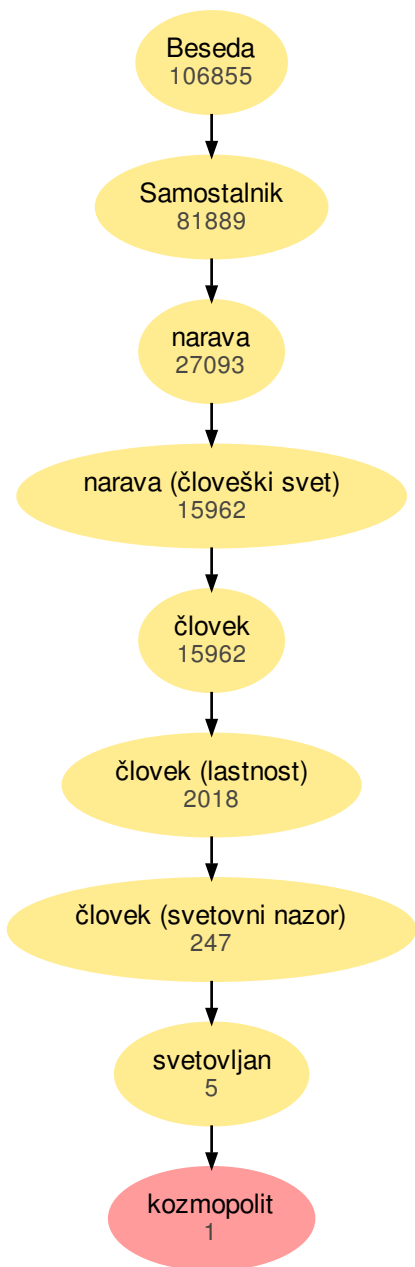 Beseda
106855
Samostalnik
81889
narava
27093
narava (človeški svet)
15962
človek
15962
človek (lastnost)
2018
človek (svetovni nazor)
247
svetovljan
5
kozmopolit
1